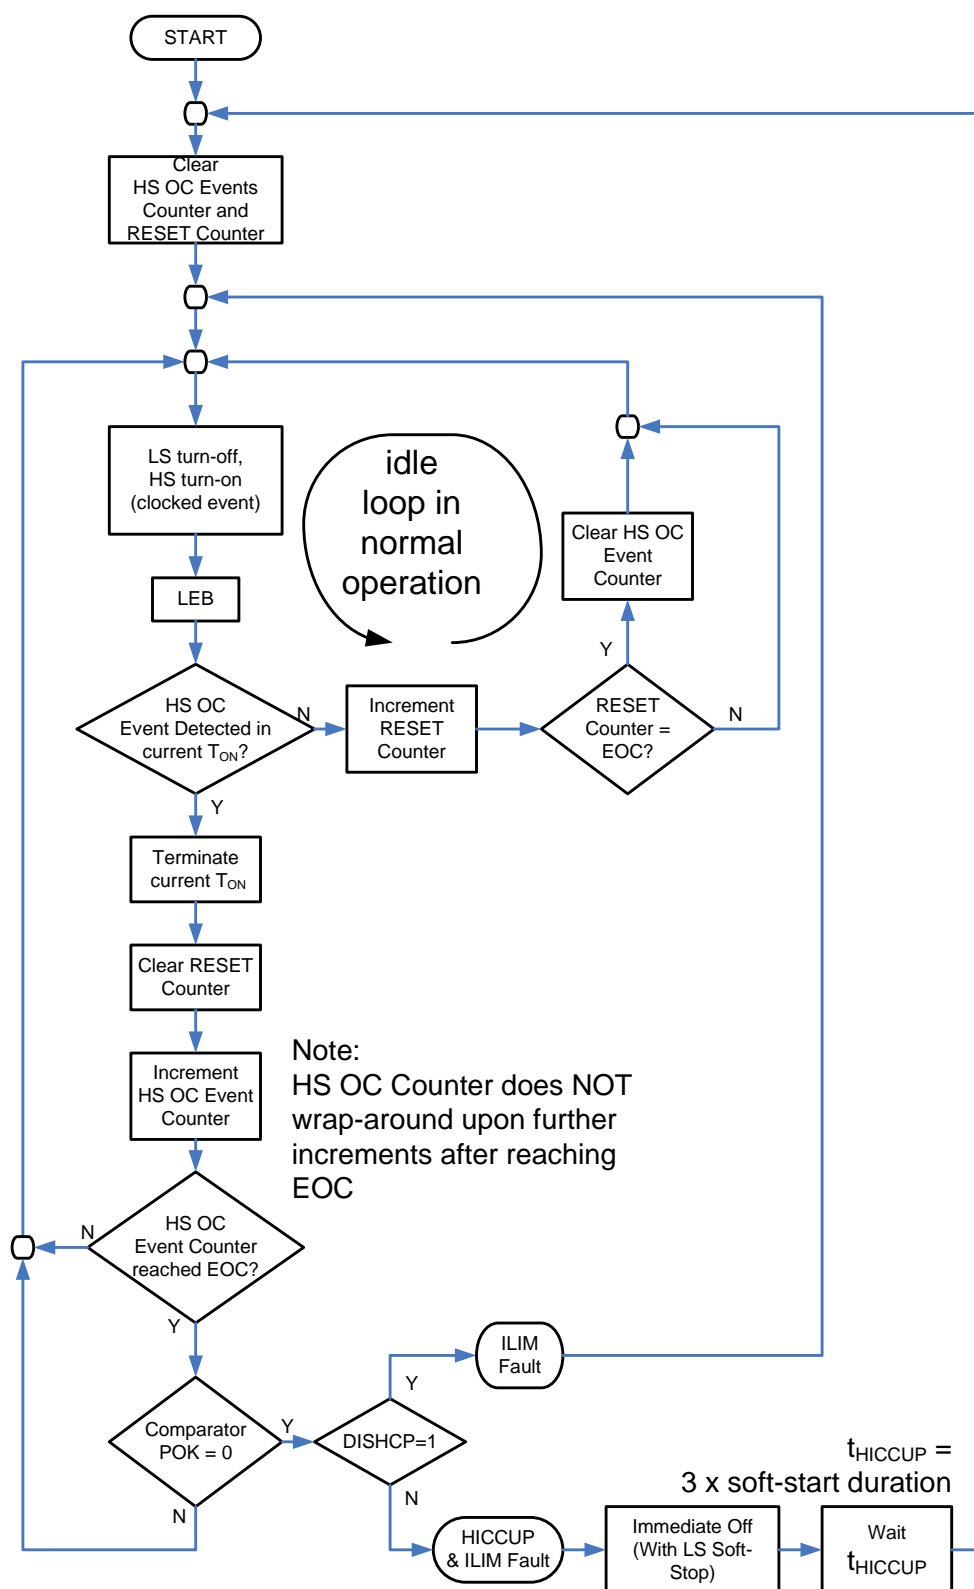 START
Clear
HS OC Events
Counter and
RESET Counter
LS turn-off,
HS turn-on
(clocked event)
idle
loop in
normal
operation
Clear HS OC
Event
Counter
LEB
Y
HS OC
Event Detected in
current TON?
N
Increment
RESET
Counter
RESET
Counter =
EOC?
N
Y
Terminate
current TON
Clear RESET
Counter
Increment
HS OC Event
Counter
Note:
HS OC Counter does NOT
wrap-around upon further
increments after reaching
EOC
N
HS OC
Event Counter
reached EOC?
Y
ILIM
Fault
Y
Comparator
POK = 0
Y
DISHCP=1
N
N
tHICCUP =
3 x soft-start duration
HICCUP
& ILIM Fault
Immediate Off
(With LS Soft-
Stop)
Wait
tHICCUP